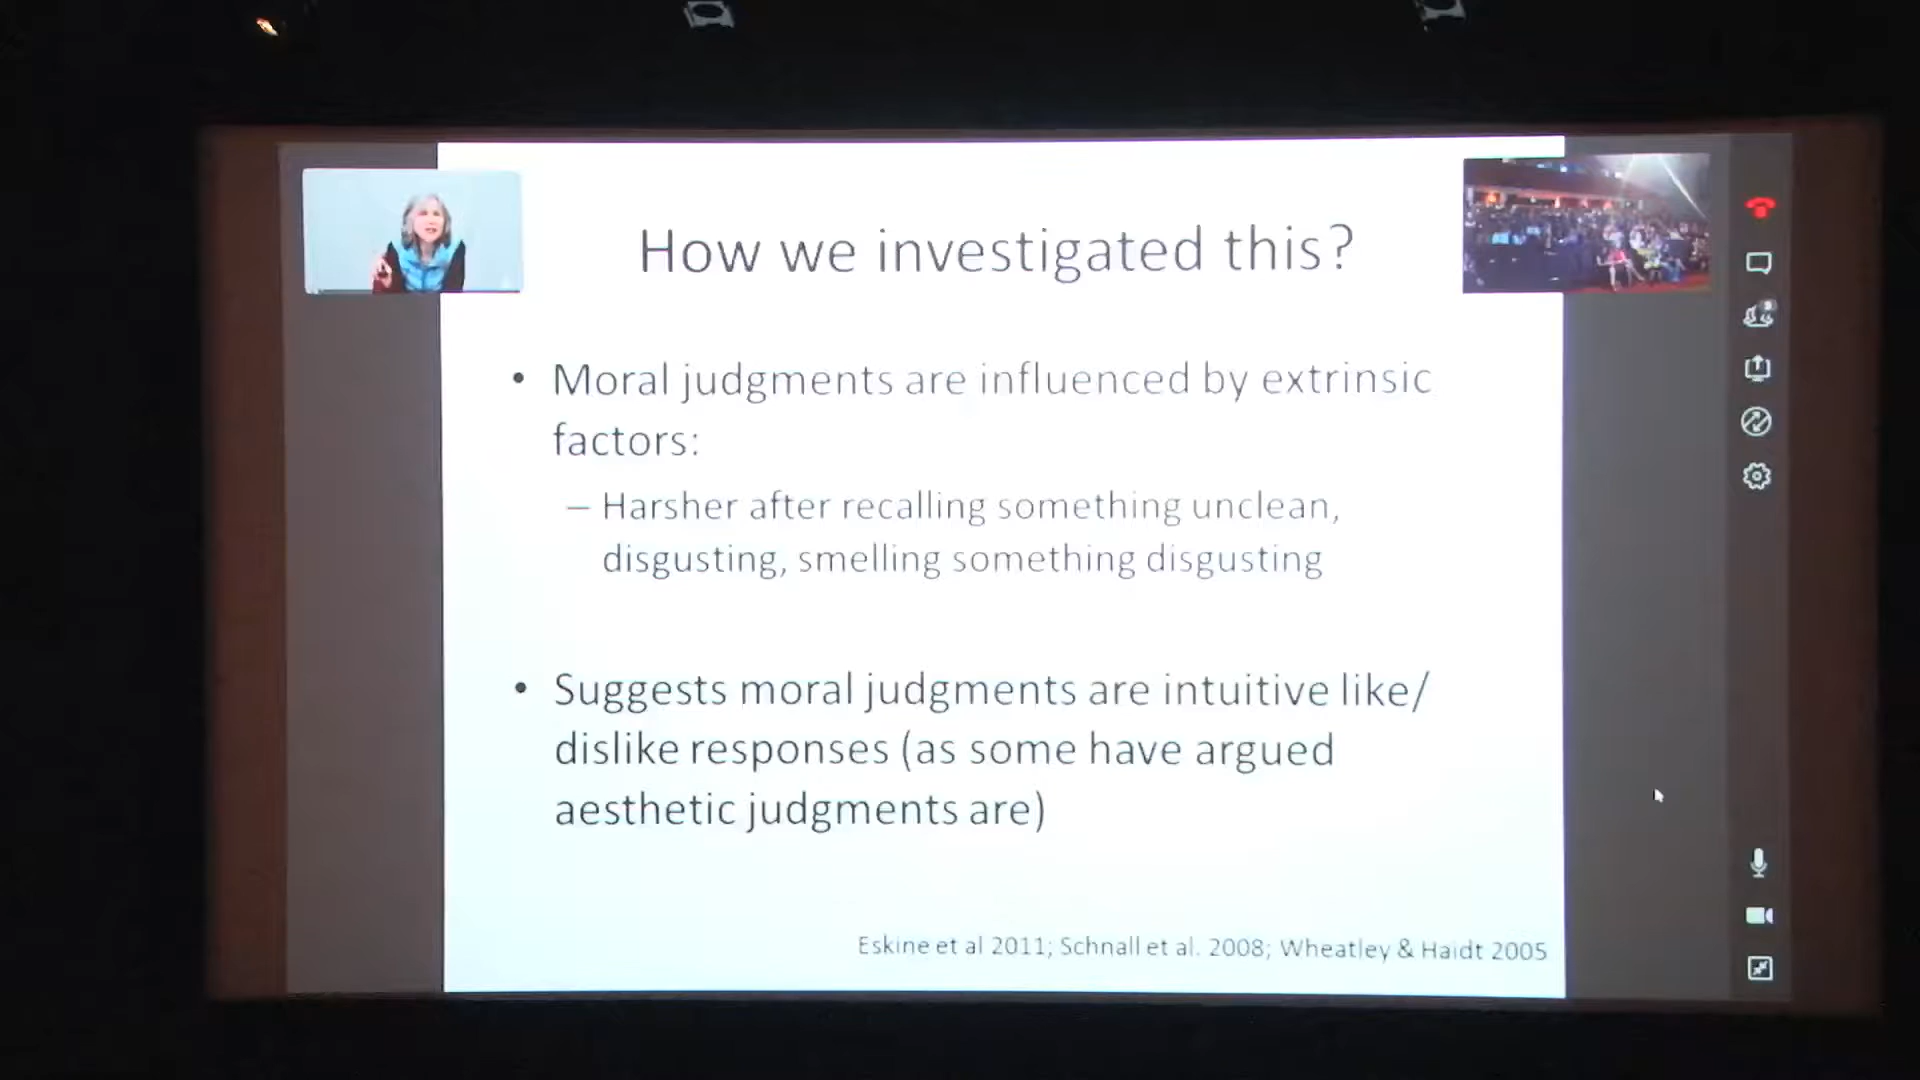 How we investigated this?
• Moral judgments are influenced by extrinsic
factors:
– Harsher after recalling something unclean,
disgusting, smelling something disgusting
• Suggests moral judgments are intuitive like/
dislike responses (as some have argued
aesthetic judgments are)
Eskine et al 2011; Schnall et al. 2008; Wheatley & Haidt 2005